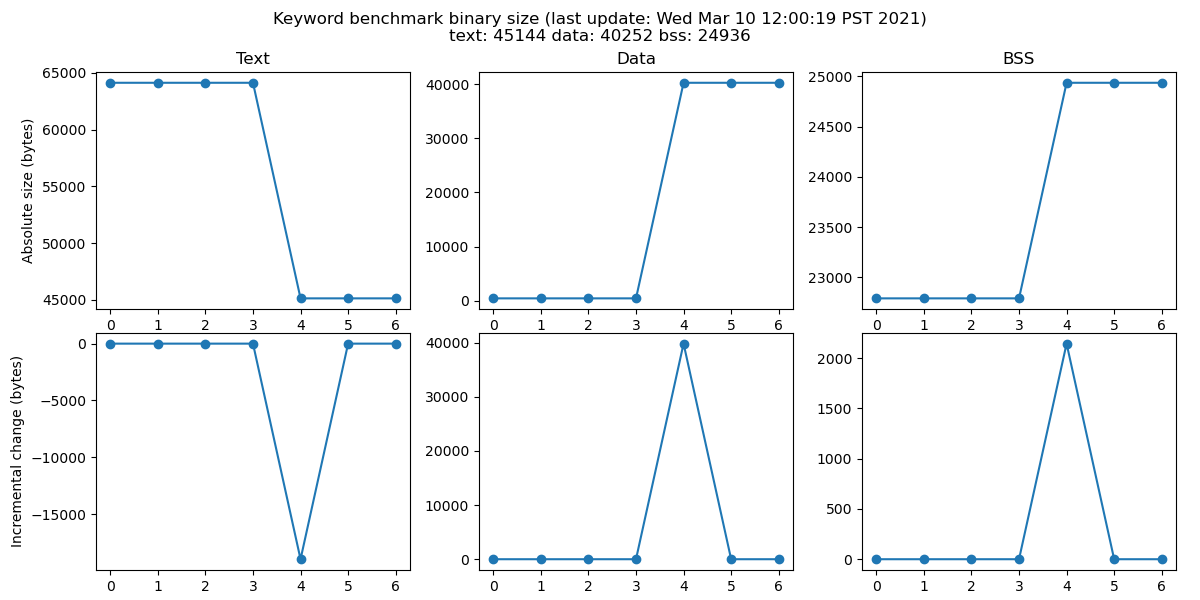 Keyword benchmark binary size (last update: Wed Mar 10 12:00:19 PST 2021)
text: 45144 data: 40252 bss: 24936
Text
Data
BSS
Absolute size (bytes)
65000
60000
55000
50000
45000
0 1 2 3 4 5 6
40000
30000
20000
10000
0
0 1 2 3 4 5 6
25000
24500
24000
23500
23000
0 1 2 3 4 5 6
Incremental change (bytes)
0
−5000
−10000
−15000
0 1 2 3 4 5 6
40000
30000
20000
10000
0
0 1 2 3 4 5 6
2000
1500
1000
500
0
0 1 2 3 4 5 6